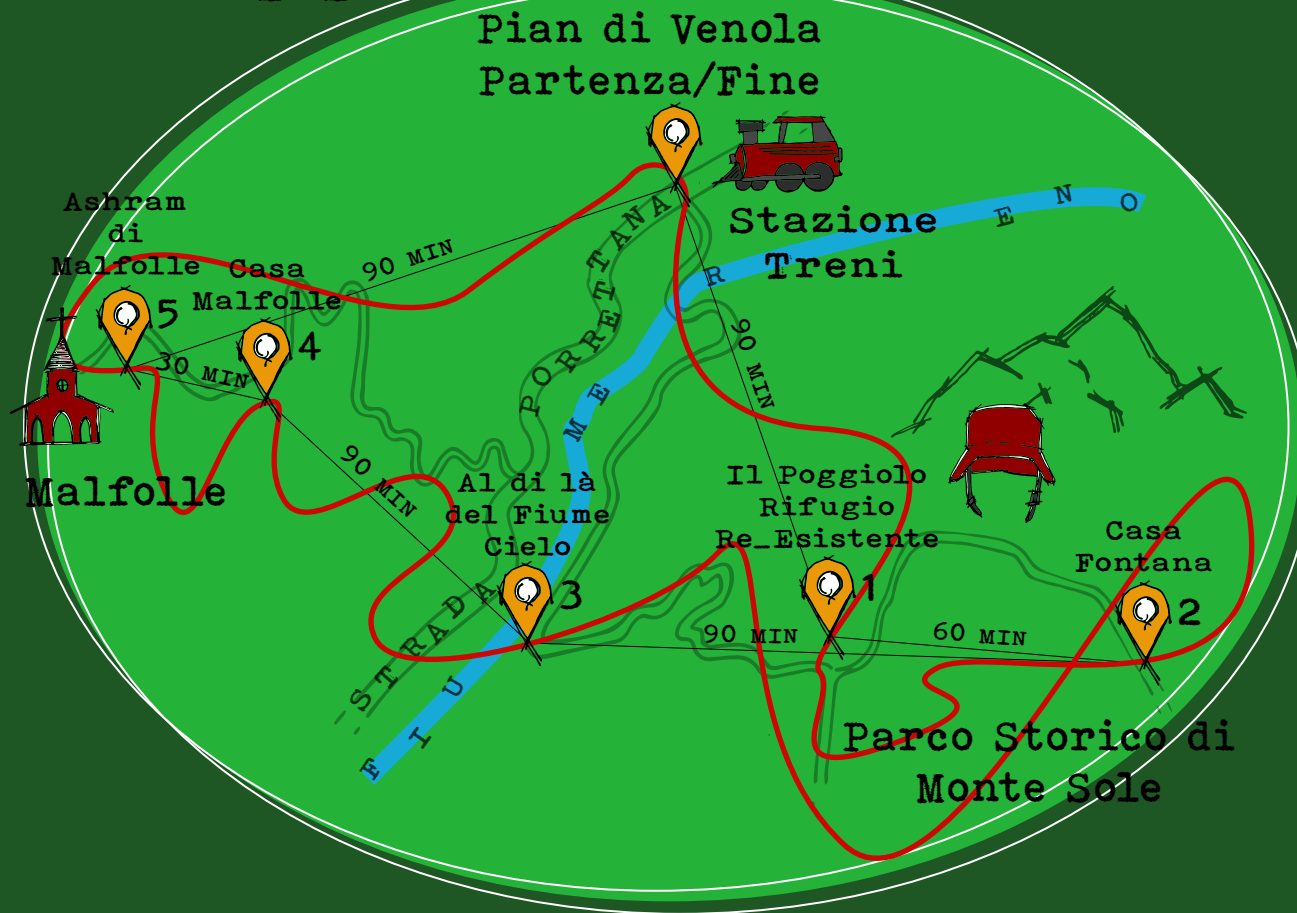 Pian di Venola
Partenza/Fine
Stazione
Treni
Ashram
di
Malfolle
5
Casa
Malfolle
4
90 MIN
30 MIN
Malfolle
90 MIN
STRADA PORRETTANA
FIUME RENO
90 MIN
Al di là
del Fiume
Cielo
3
Il Poggiolo
Rifugio
Re_Esistente
1
90 MIN
60 MIN
Casa
Fontana
2
Parco Storico di
Monte Sole